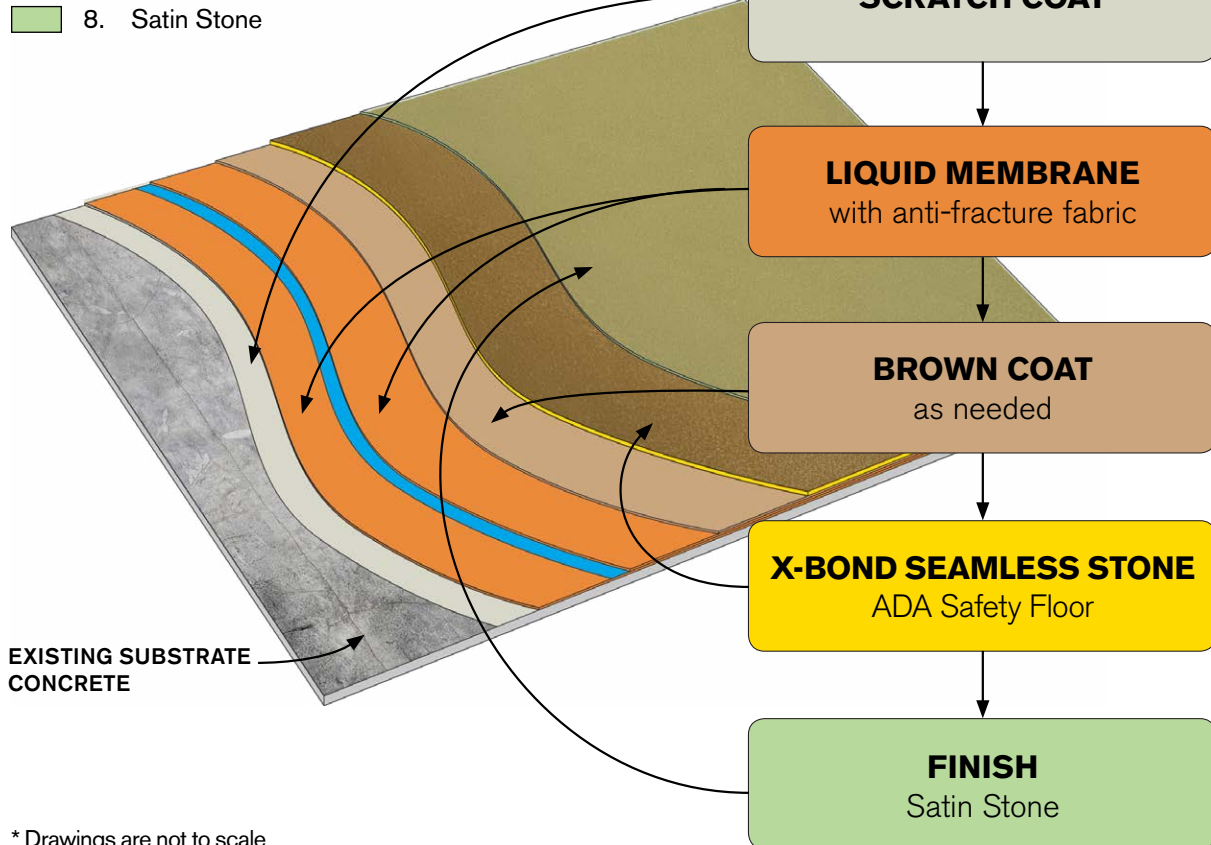 SCRATCH COAT
8. Satin Stone
LIQUID MEMBRANE
with anti-fracture fabric
BROWN COAT
as needed
X-BOND SEAMLESS STONE
ADA Safety Floor
EXISTING SUBSTRATE
CONCRETE
FINISH
Satin Stone
* Drawings are not to scale